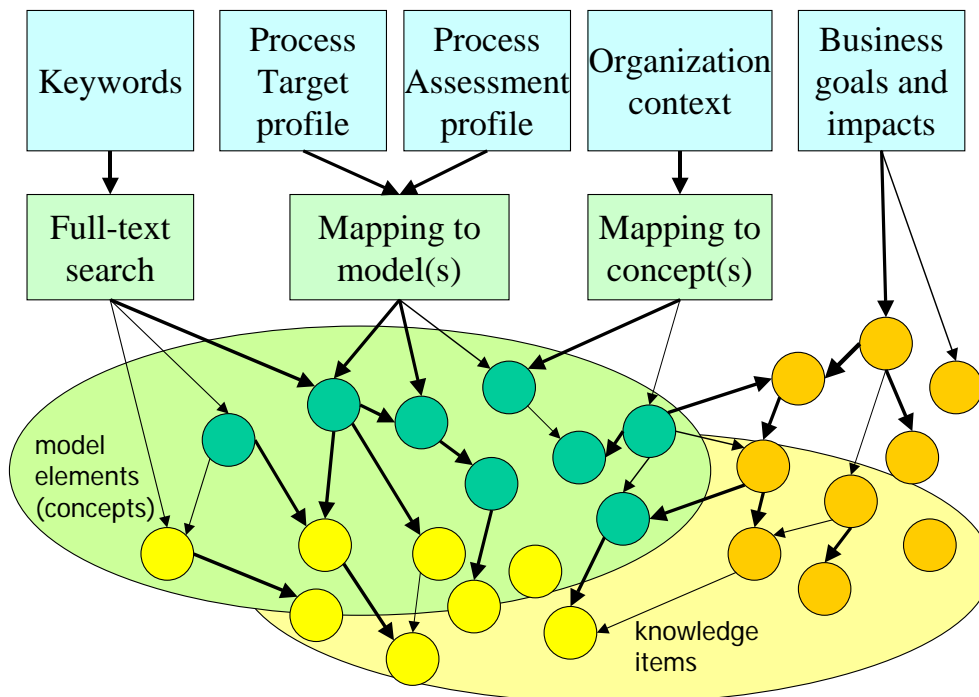 Keywords
Process
Target
profile
Process
Assessment
profile
Organization
context
Business
goals and
impacts
Full-text
search
Mapping to
model(s)
Mapping to
concept(s)
model
elements
(concepts)
knowledge
items